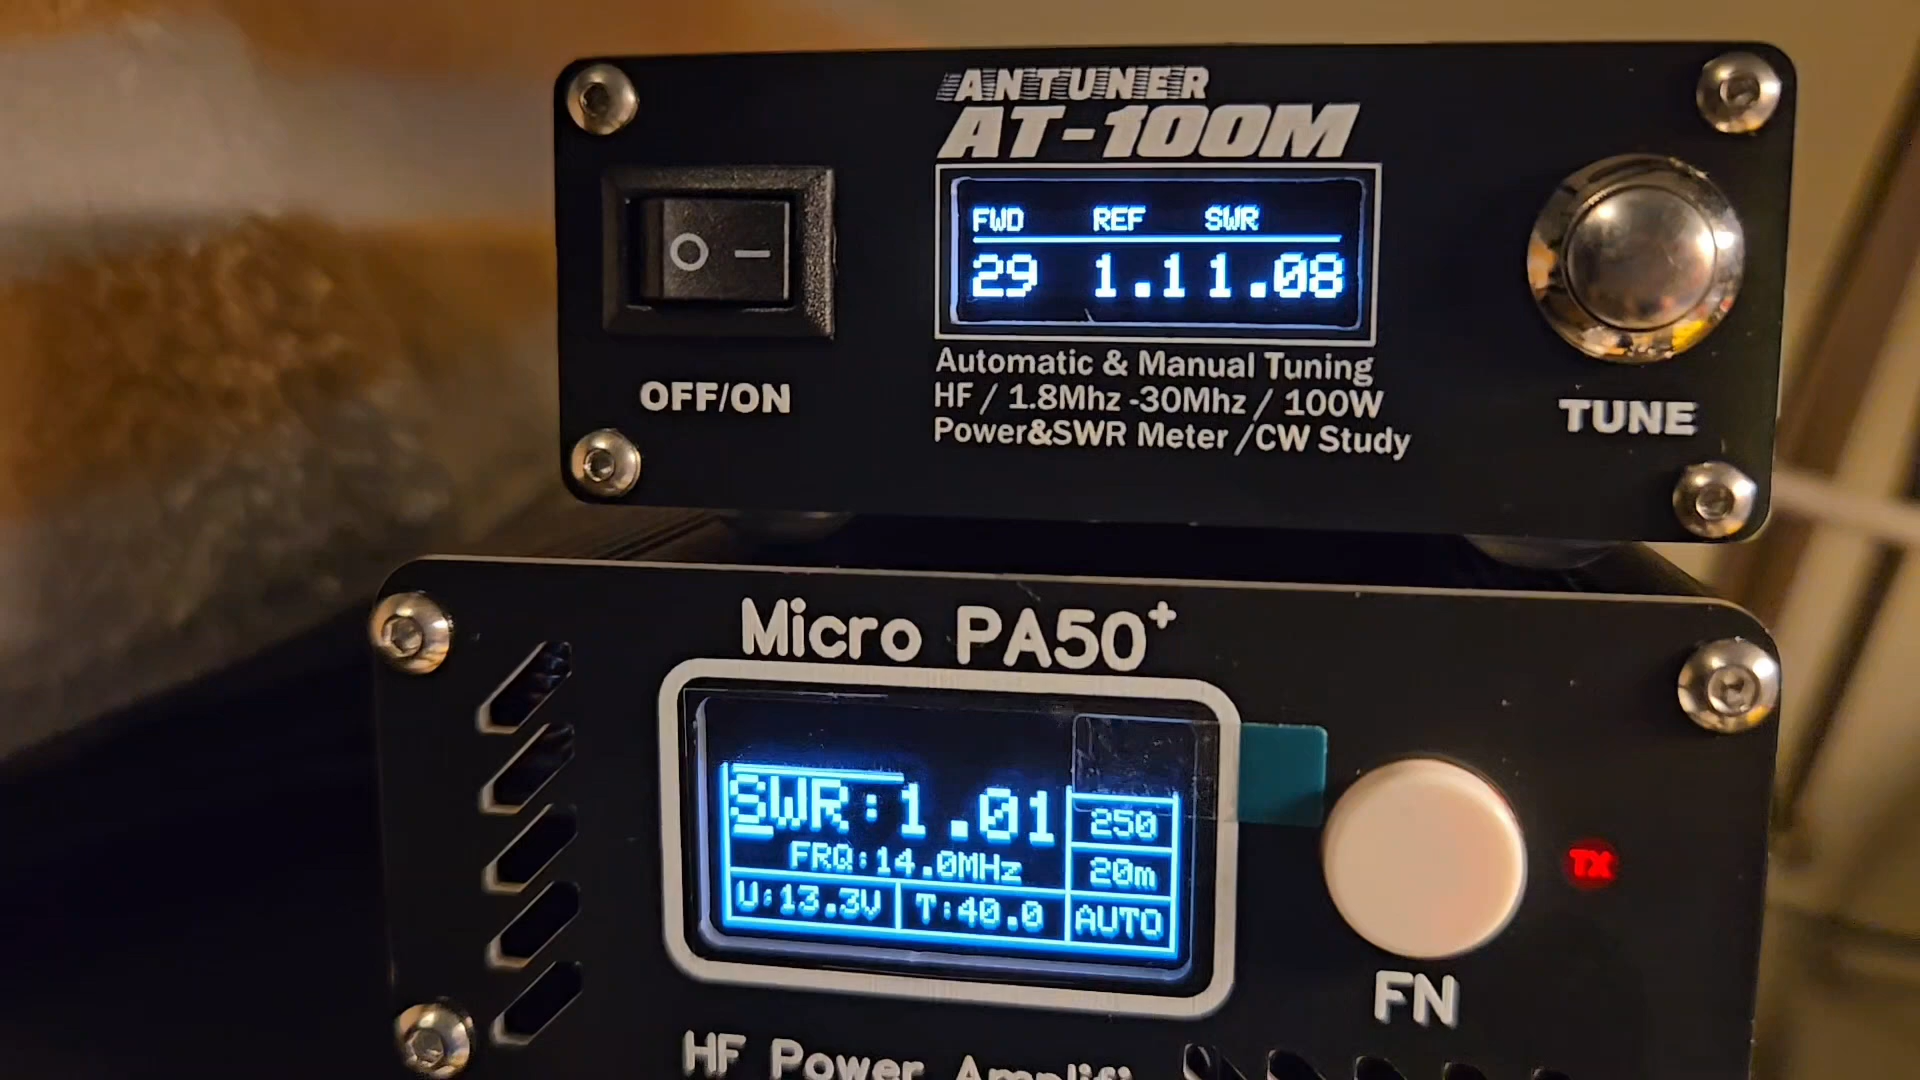 ANTUNER
AT-100M
FWD REF SWR
29 1.1 1.08
Automatic & Manual Tuning
HF / 1.8Mhz -30Mhz / 100W
Power&SWR Meter /CW Study
O –
OFF/ON
TUNE
Micro PA50+
SWR:1.01
FRQ:14.0MHz
U:13.3V T:40.0
250
20m
AUTO
TX
FN
HF Power